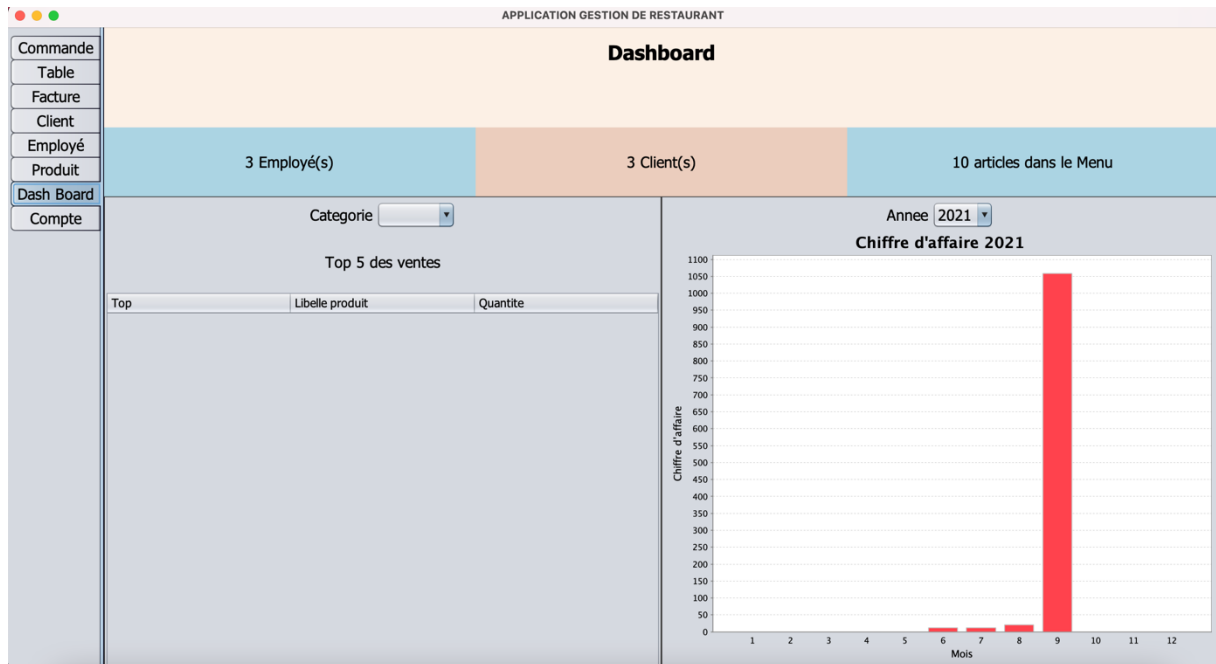 APPLICATION GESTION DE RESTAURANT
Commande
Table
Facture
Client
Employé
Produit
Dash Board
Compte
Dashboard
3 Employé(s)
3 Client(s)
10 articles dans le Menu
Categorie
Top 5 des ventes
Top Libelle produit Quantite
Annee 2021
Chiffre d'affaire 2021
Chiffre d'affaire
1100
1050
1000
950
900
850
800
750
700
650
600
550
500
450
400
350
300
250
200
150
100
50
0
1 2 3 4 5 6 7 8 9 10 11 12
Mois